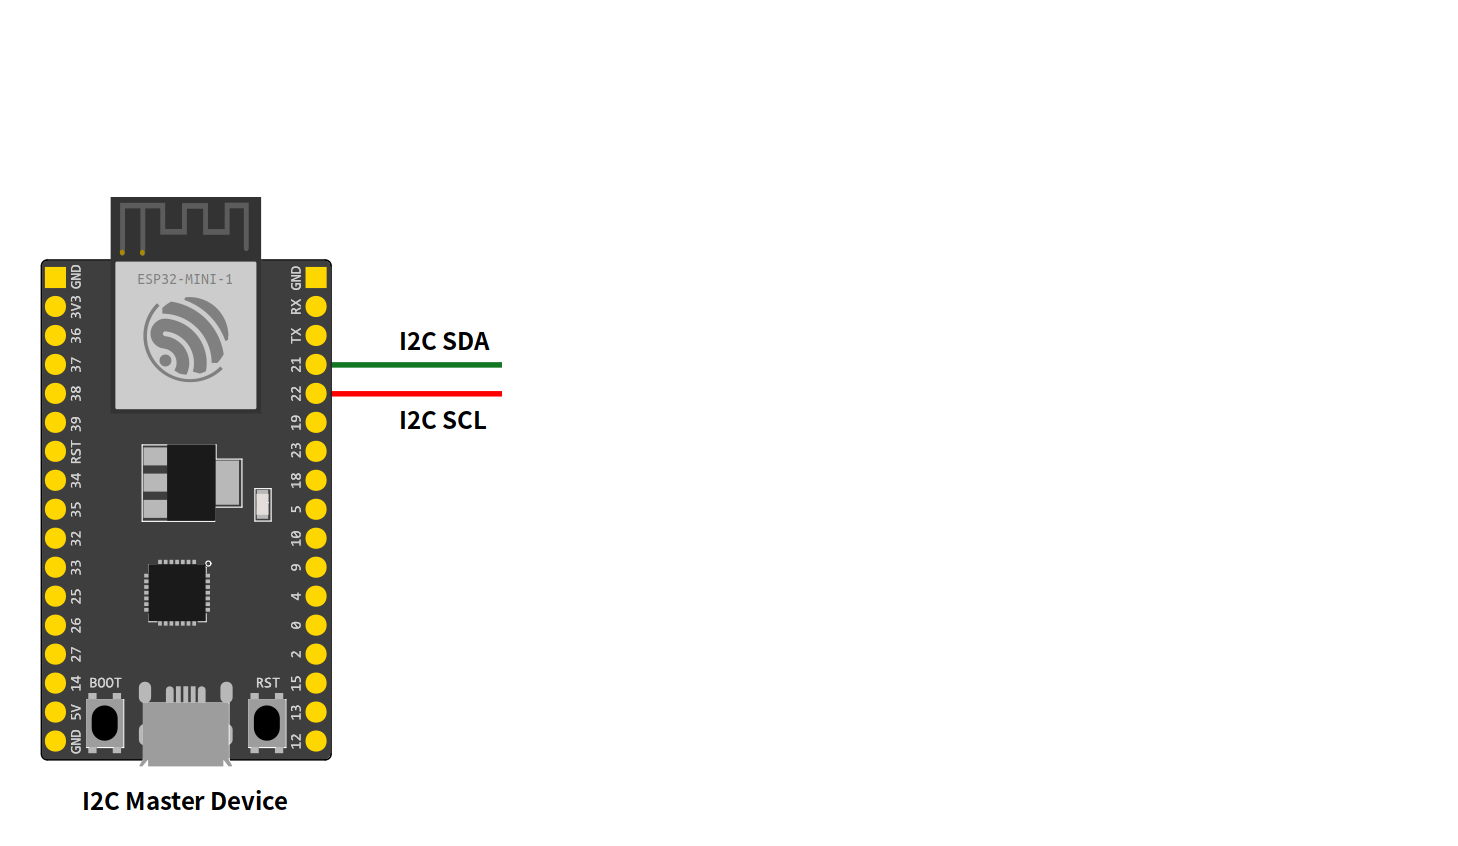 ESP32-MINI-1
GND
3V3
36
37
38
39
RST
34
35
32
33
25
26
27
14
5V
GND
GND
RX
TX
21
22
19
23
18
5
10
9
4
0
2
15
13
12
I2C SDA
I2C SCL
BOOT
RST
I2C Master Device